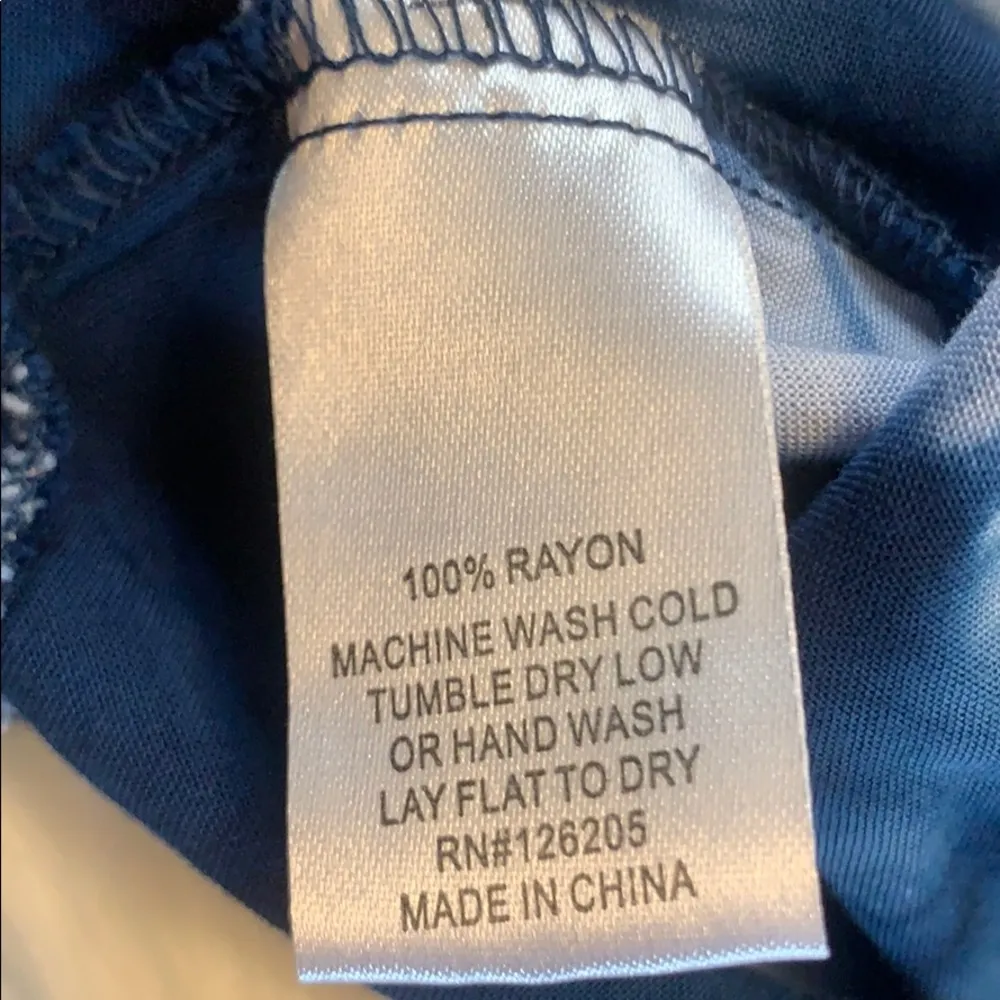 100% RAYON
MACHINE WASH COLD
TUMBLE DRY LOW
OR HAND WASH
LAY FLAT TO DRY
RN#126205
MADE IN CHINA